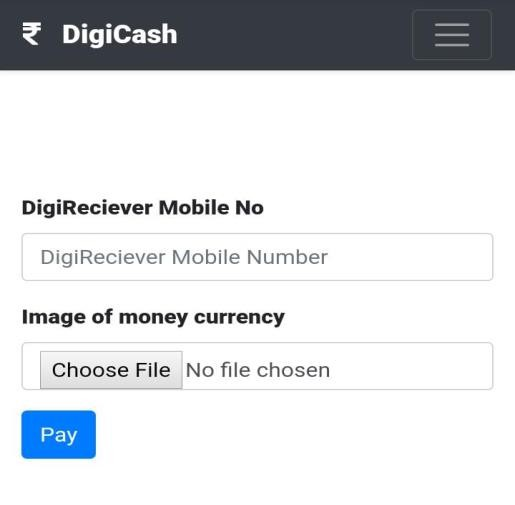 ₹ DigiCash
DigiReciever Mobile No
DigiReciever Mobile Number
Image of money currency
Choose File No file chosen
Pay